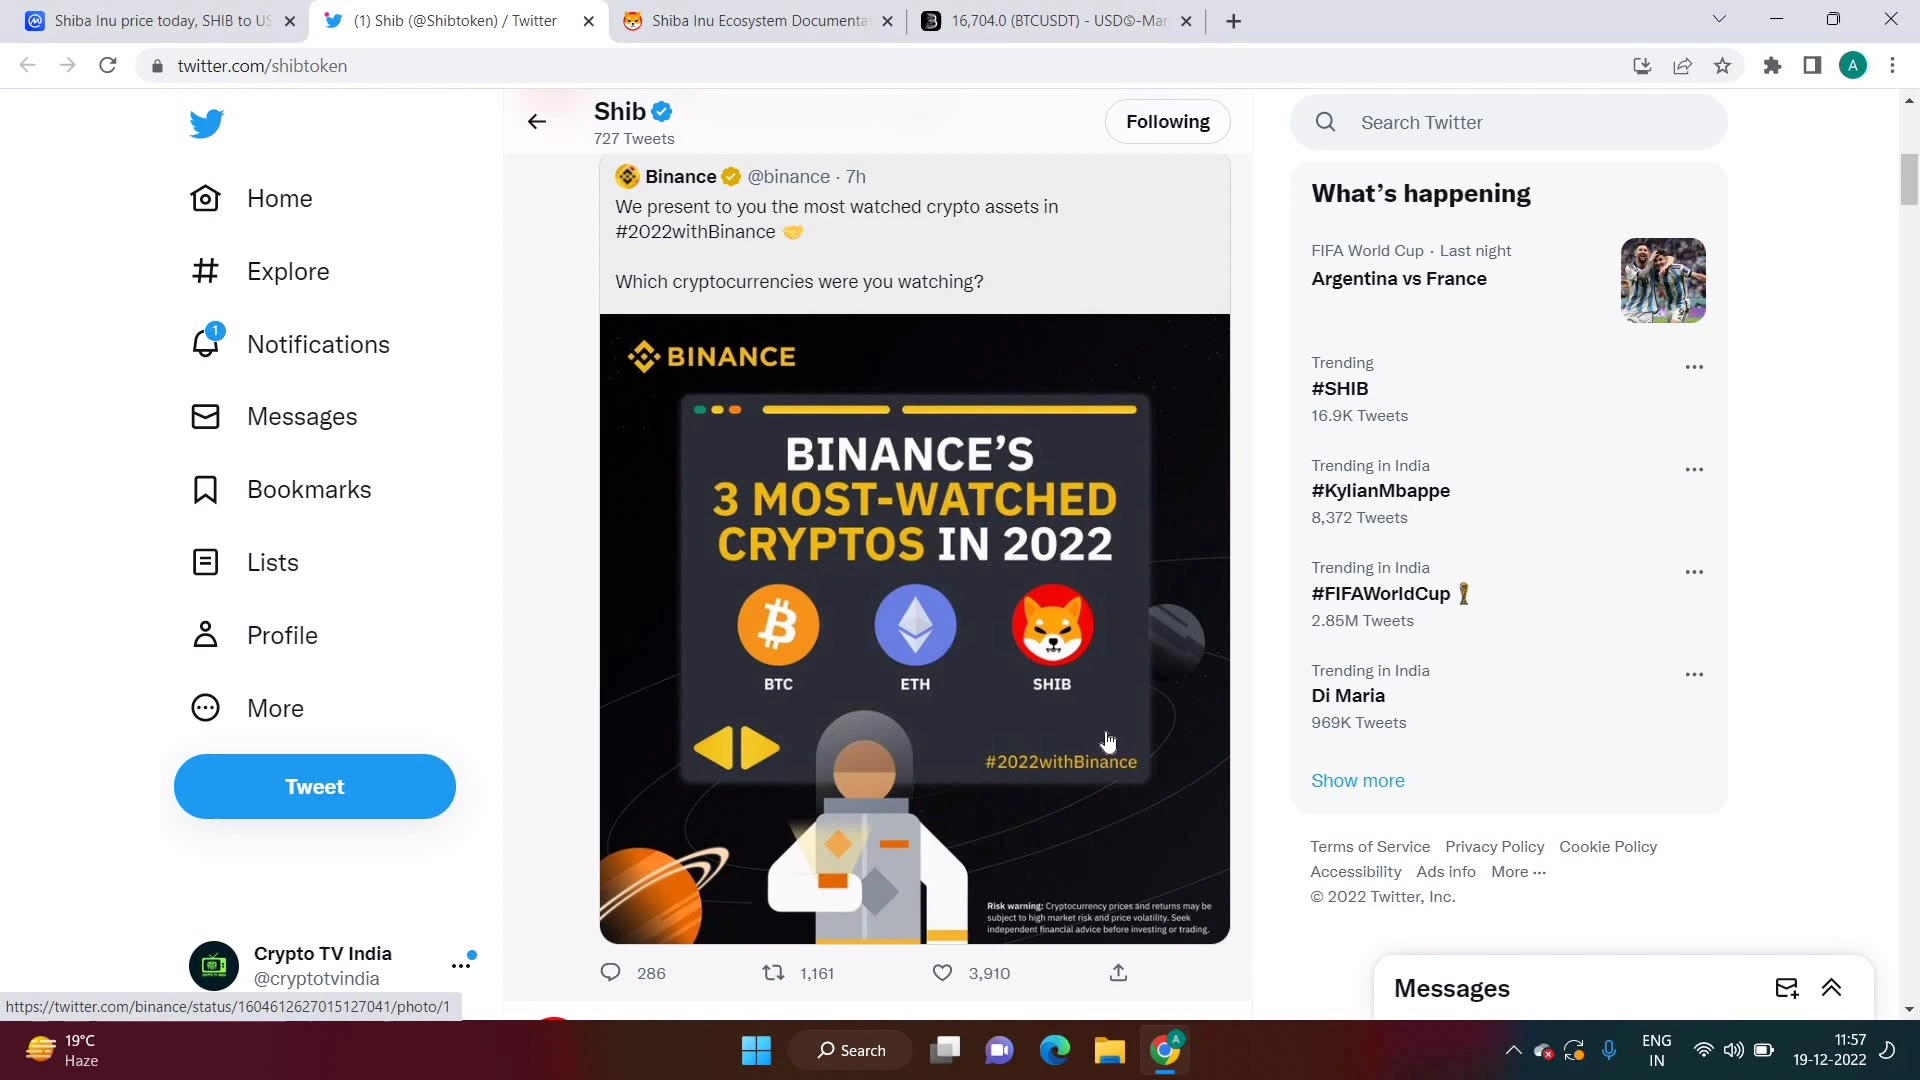 Shiba Inu price today, SHIB to US
(1) Shib (@Shibtoken) / Twitter
Shiba Inu Ecosystem Documenta
16,704.0 (BTCUSDT) - USDⓈ-Mar
twitter.com/shibtoken
A
Shib
727 Tweets
Following
Search Twitter
Home
Explore
1
Notifications
Messages
Bookmarks
Lists
Profile
More
Tweet
Crypto TV India
@cryptotvindia
Binance @binance · 7h
We present to you the most watched crypto assets in
#2022withBinance 🤝
Which cryptocurrencies were you watching?
BINANCE
BINANCE'S
3 MOST-WATCHED
CRYPTOS IN 2022
BTC ETH SHIB
#2022withBinance
Risk warning: Cryptocurrency prices and returns may be
subject to high market risk and price volatility. Seek
independent financial advice before investing or trading.
286 1,161 3,910
What's happening
FIFA World Cup · Last night
Argentina vs France
Trending
#SHIB
16.9K Tweets
Trending in India
#KylianMbappe
8,372 Tweets
Trending in India
#FIFAWorldCup 🏆
2.85M Tweets
Trending in India
Di Maria
969K Tweets
Show more
Terms of Service Privacy Policy Cookie Policy
Accessibility Ads info More ···
© 2022 Twitter, Inc.
Messages
https://twitter.com/binance/status/1604612627015127041/photo/1
19°C
Haze
Search
A
ENG
IN
11:57
19-12-2022